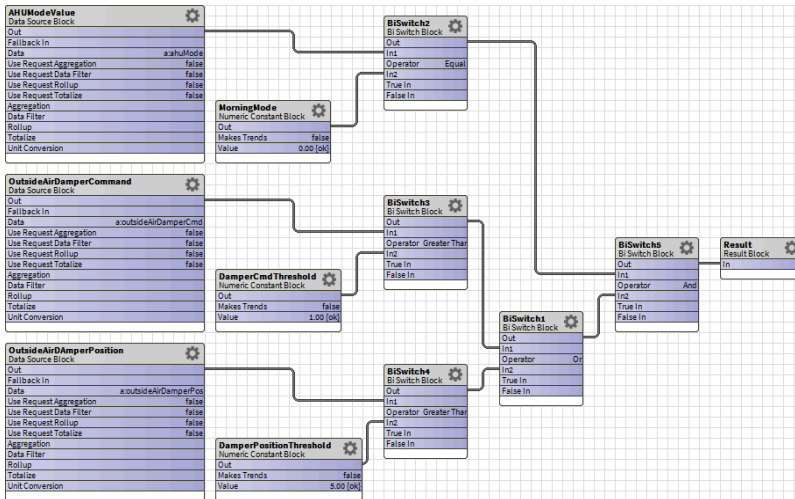 AHUModeValue
Data Source Block
Out
Fallback In
Data a:ahuMode
Use Request Aggregation false
Use Request Data Filter false
Use Request Rollup false
Use Request Totalize false
Aggregation
Data Filter
Rollup
Totalize
Unit Conversion
MorningMode
Numeric Constant Block
Out
Makes Trends false
Value 0.00 {ok}
BiSwitch2
Bi Switch Block
Out
In1
Operator Equal
In2
True In
False In
OutsideAirDamperCommand
Data Source Block
Out
Fallback In
Data a:outsideAirDamperCmd
Use Request Aggregation false
Use Request Data Filter false
Use Request Rollup false
Use Request Totalize false
Aggregation
Data Filter
Rollup
Totalize
Unit Conversion
DamperCmdThreshold
Numeric Constant Block
Out
Makes Trends false
Value 1.00 {ok}
BiSwitch3
Bi Switch Block
Out
In1
Operator Greater Than
In2
True In
False In
BiSwitch5
Bi Switch Block
Out
In1
Operator And
In2
True In
False In
Result
Result Block
In
BiSwitch1
Bi Switch Block
Out
In1
Operator Or
In2
True In
False In
OutsideAirDAmperPosition
Data Source Block
Out
Fallback In
Data a:outsideAirDamperPos
Use Request Aggregation false
Use Request Data Filter false
Use Request Rollup false
Use Request Totalize false
Aggregation
Data Filter
Rollup
Totalize
Unit Conversion
DamperPositionThreshold
Numeric Constant Block
Out
Makes Trends false
Value 5.00 {ok}
BiSwitch4
Bi Switch Block
Out
In1
Operator Greater Than
In2
True In
False In